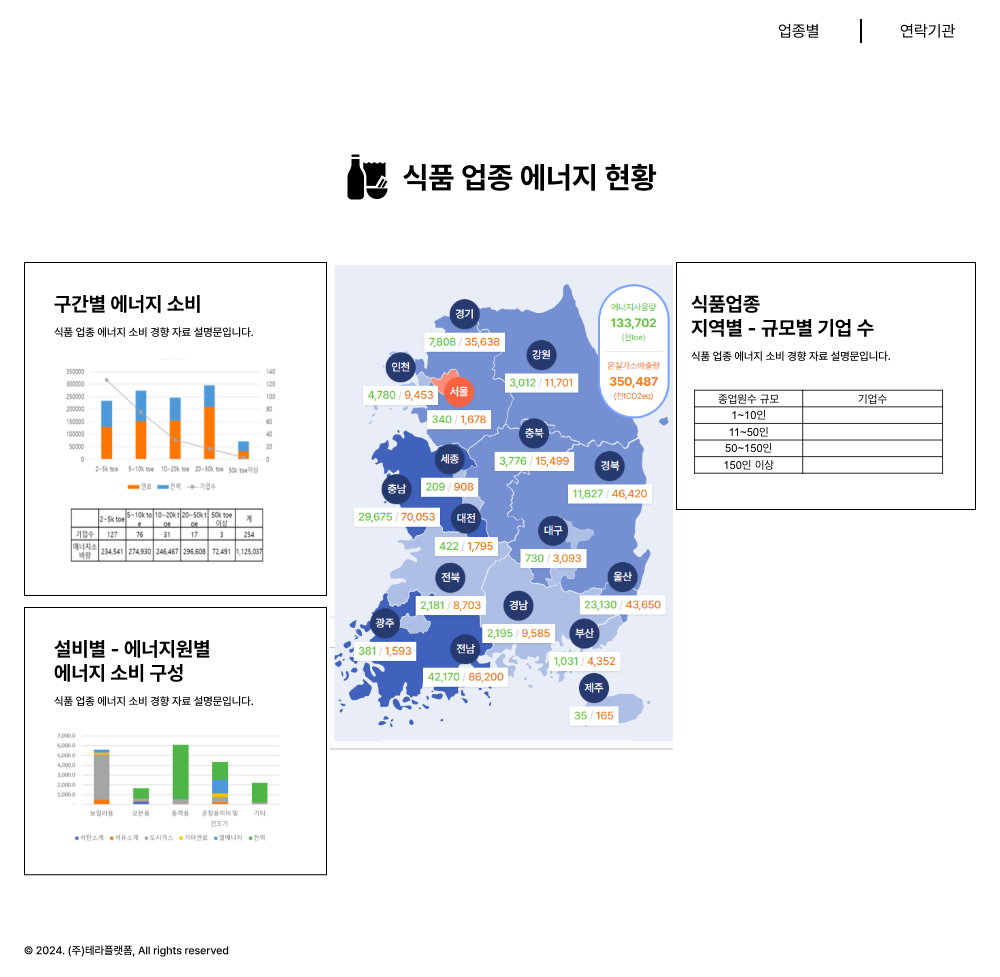 업종별 연락기관
식품 업종 에너지 현황
구간별 에너지 소비
식품 업종 에너지 소비 경향 자료 설명문입니다.
350000 140
300000 120
250000 100
200000 80
150000 60
100000 40
50000 20
0 0
2~5k toe 5~10k toe 10~20k toe 20~50k toe 50k toe이상
연료 전력 기업수
2~5k toe 5~10k toe 10~20k toe 20~50k toe 50k toe 이상 계
기업수 127 76 31 17 3 254
에너지소비량 234,541 274,930 246,467 296,608 72,491 1,125,037
설비별 - 에너지원별
에너지 소비 구성
식품 업종 에너지 소비 경향 자료 설명문입니다.
7,000.0
6,000.0
5,000.0
4,000.0
3,000.0
2,000.0
1,000.0
-
보일러용 오븐용 동력용 공정용히터 및 건조기 기타
석탄소계 석유소계 도시가스 기타연료 열에너지 전력
에너지사용량
133,702
(천toe)
온실가스배출량
350,487
(천tCO2eq)
경기
7,808 / 35,638
강원
3,012 / 11,701
인천
4,780 / 9,453
서울
340 / 1,678
충북
3,776 / 15,499
세종
209 / 908
경북
11,827 / 46,420
충남
29,675 / 70,053
대전
422 / 1,795
대구
730 / 3,093
전북
2,181 / 8,703
울산
23,130 / 43,650
경남
2,195 / 9,585
광주
381 / 1,593
부산
1,031 / 4,352
전남
42,170 / 86,200
제주
35 / 165
식품업종
지역별 - 규모별 기업 수
식품 업종 에너지 소비 경향 자료 설명문입니다.
종업원수 규모 기업수
1~10인
11~50인
50~150인
150인 이상
© 2024. (주)테라플랫폼, All rights reserved